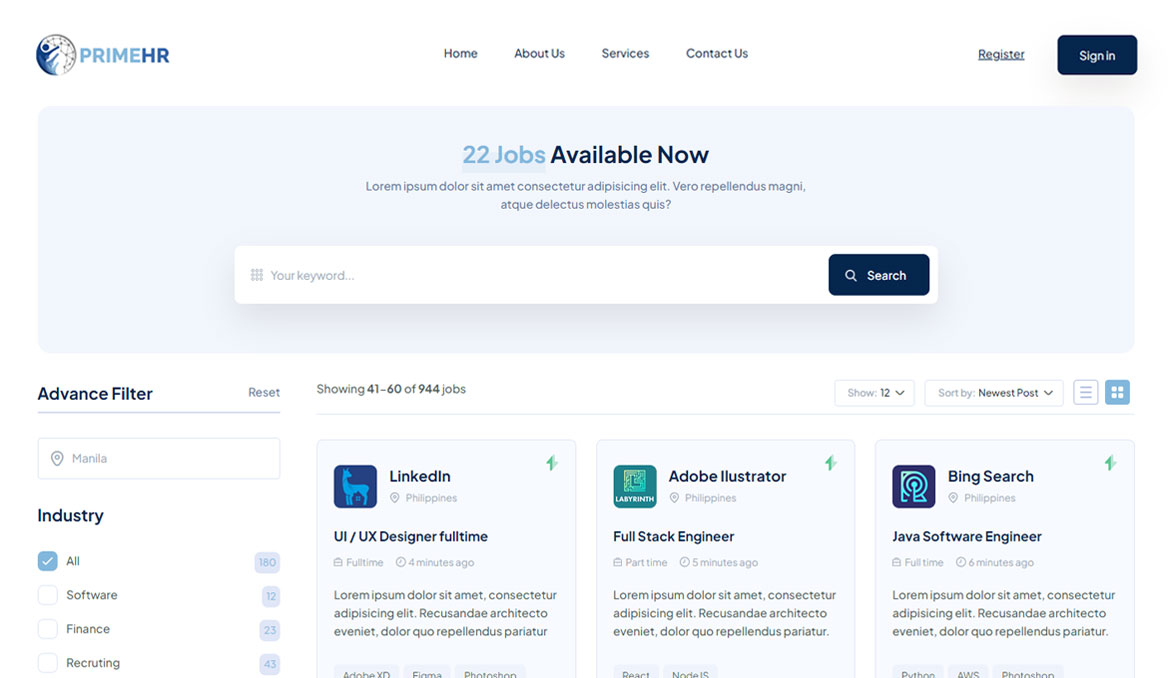 PRIMEHR
Home About Us Services Contact Us
Register Sign in
22 Jobs Available Now
Lorem ipsum dolor sit amet consectetur adipisicing elit. Vero repellendus magni,
atque delectus molestias quis?
Your keyword...
Search
Advance Filter Reset
Manila
Industry
All 180
Software 12
Finance 23
Recruting 43
Showing 41-60 of 944 jobs
Show: 12 Sort by: Newest Post
LinkedIn
Philippines
UI / UX Designer fulltime
Fulltime 4 minutes ago
Lorem ipsum dolor sit amet, consectetur
adipisicing elit. Recusandae architecto
eveniet, dolor quo repellendus pariatur
Adobe XD Figma Photoshop
LABYRINTH
Adobe Ilustrator
Philippines
Full Stack Engineer
Part time 5 minutes ago
Lorem ipsum dolor sit amet, consectetur
adipisicing elit. Recusandae architecto
eveniet, dolor quo repellendus pariatur.
React NodeJS
Bing Search
Philippines
Java Software Engineer
Full time 6 minutes ago
Lorem ipsum dolor sit amet, consectetur
adipisicing elit. Recusandae architecto
eveniet, dolor quo repellendus pariatur.
Python AWS Photoshop